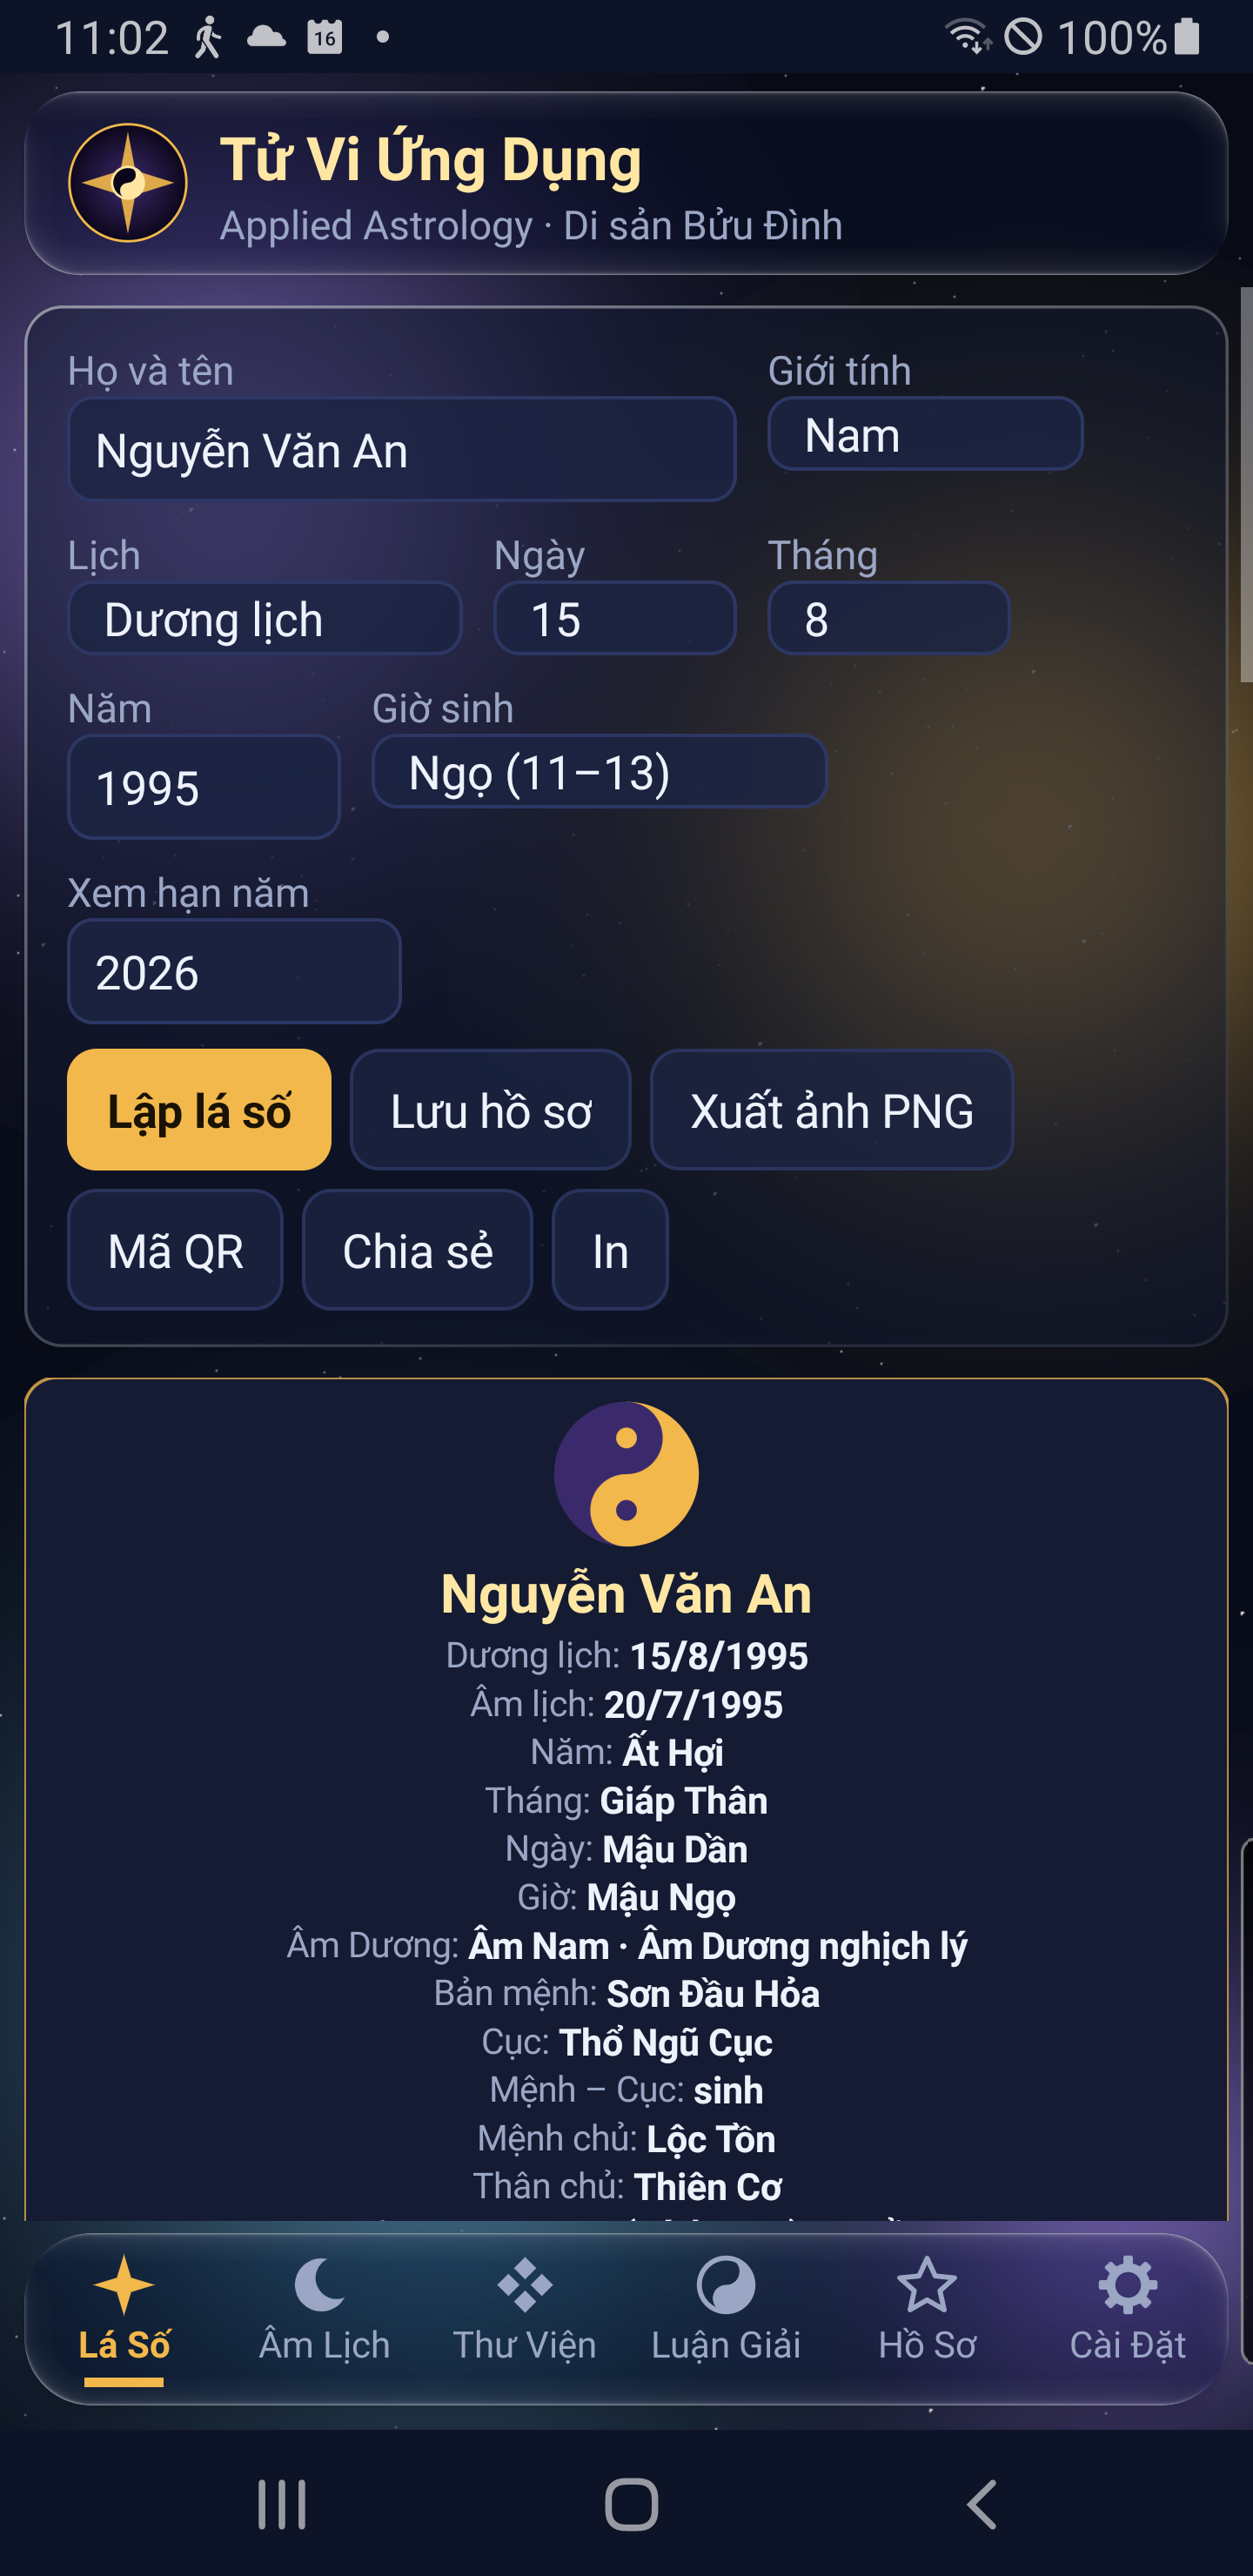 11:02
16
100%
Tử Vi Ứng Dụng
Applied Astrology · Di sản Bửu Đình
Họ và tên
Giới tính
Nguyễn Văn An
Nam
Lịch
Ngày
Tháng
Dương lịch
15
8
Năm
Giờ sinh
1995
Ngọ (11–13)
Xem hạn năm
2026
Lập lá số
Lưu hồ sơ
Xuất ảnh PNG
Mã QR
Chia sẻ
In
Nguyễn Văn An
Dương lịch: 15/8/1995
Âm lịch: 20/7/1995
Năm: Ất Hợi
Tháng: Giáp Thân
Ngày: Mậu Dần
Giờ: Mậu Ngọ
Âm Dương: Âm Nam · Âm Dương nghịch lý
Bản mệnh: Sơn Đầu Hỏa
Cục: Thổ Ngũ Cục
Mệnh – Cục: sinh
Mệnh chủ: Lộc Tồn
Thân chủ: Thiên Cơ
Lá Số
Âm Lịch
Thư Viện
Luận Giải
Hồ Sơ
Cài Đặt